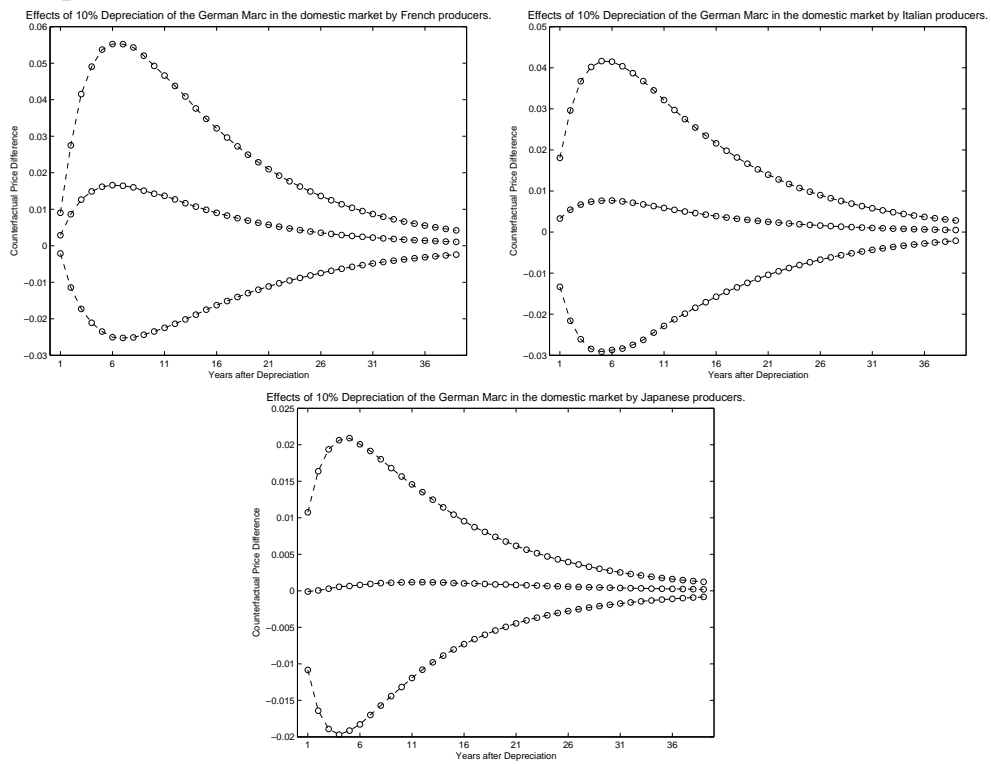 Effects of 10% Depreciation of the German Marc in the domestic market by French producers.
0.06
0.05
0.04
0.03
0.02
0.01
0
−0.01
−0.02
−0.03
Counterfactual Price Difference
1 6 11 16 21 26 31 36
Years after Depreciation
Effects of 10% Depreciation of the German Marc in the domestic market by Italian producers.
0.05
0.04
0.03
0.02
0.01
0
−0.01
−0.02
−0.03
Counterfactual Price Difference
1 6 11 16 21 26 31 36
Years after Depreciation
Effects of 10% Depreciation of the German Marc in the domestic market by Japanese producers.
0.025
0.02
0.015
0.01
0.005
0
−0.005
−0.01
−0.015
−0.02
Counterfactual Price Difference
1 6 11 16 21 26 31 36
Years after Depreciation